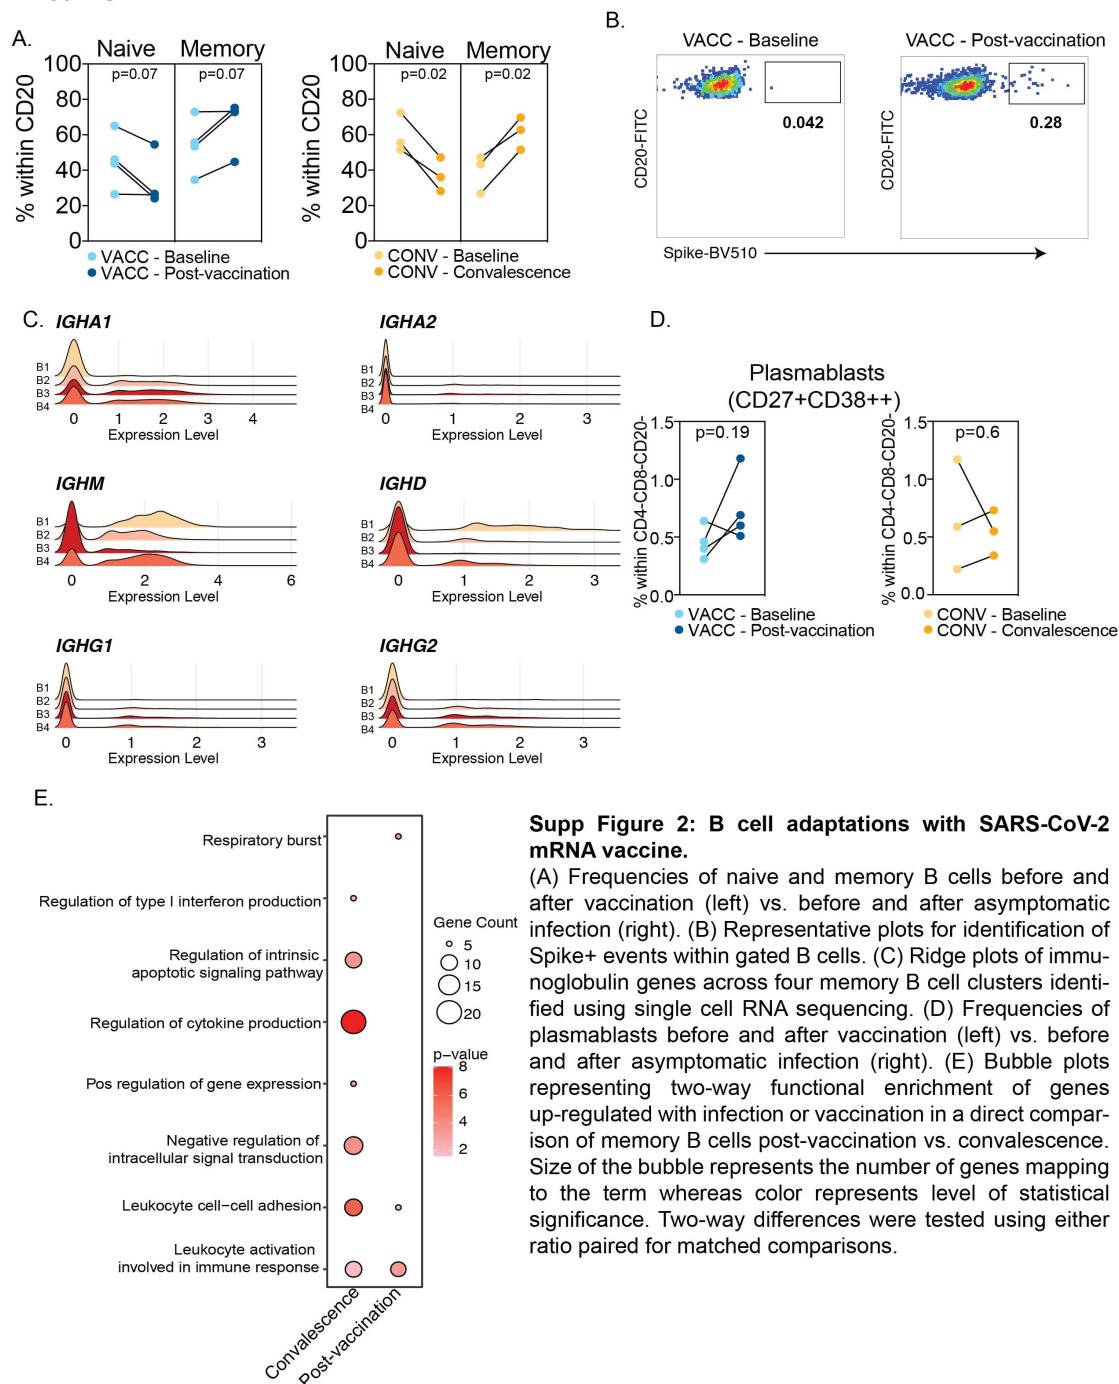 A.
Naive Memory
100
80
60
40
20
0
% within CD20
p=0.07 p=0.07
VACC - Baseline
VACC - Post-vaccination
Naive Memory
100
80
60
40
20
0
% within CD20
p=0.02 p=0.02
CONV - Baseline
CONV - Convalescence
B.
VACC - Baseline
CD20-FITC
0.042
VACC - Post-vaccination
CD20-FITC
0.28
Spike-BV510
C.
IGHA1
B1
B2
B3
B4
0 1 2 3 4
Expression Level
IGHA2
B1
B2
B3
B4
0 1 2 3
Expression Level
IGHM
B1
B2
B3
B4
0 2 4 6
Expression Level
IGHD
B1
B2
B3
B4
0 1 2 3
Expression Level
IGHG1
B1
B2
B3
B4
0 1 2 3
Expression Level
IGHG2
B1
B2
B3
B4
0 1 2 3
Expression Level
D.
Plasmablasts
(CD27+CD38++)
% within CD4-CD8-CD20-
1.5
1.0
0.5
0.0
p=0.19
VACC - Baseline
VACC - Post-vaccination
% within CD4-CD8-CD20-
1.5
1.0
0.5
0.0
p=0.6
CONV - Baseline
CONV - Convalescence
E.
Respiratory burst
Regulation of type I interferon production
Regulation of intrinsic
apoptotic signaling pathway
Regulation of cytokine production
Pos regulation of gene expression
Negative regulation of
intracellular signal transduction
Leukocyte cell−cell adhesion
Leukocyte activation
involved in immune response
Convalescence
Post-vaccination
Gene Count
5
10
15
20
p−value
8
6
4
2
Supp Figure 2: B cell adaptations with SARS-CoV-2
mRNA vaccine.
(A) Frequencies of naive and memory B cells before and
after vaccination (left) vs. before and after asymptomatic
infection (right). (B) Representative plots for identification of
Spike+ events within gated B cells. (C) Ridge plots of immu-
noglobulin genes across four memory B cell clusters identi-
fied using single cell RNA sequencing. (D) Frequencies of
plasmablasts before and after vaccination (left) vs. before
and after asymptomatic infection (right). (E) Bubble plots
representing two-way functional enrichment of genes
up-regulated with infection or vaccination in a direct compar-
ison of memory B cells post-vaccination vs. convalescence.
Size of the bubble represents the number of genes mapping
to the term whereas color represents level of statistical
significance. Two-way differences were tested using either
ratio paired for matched comparisons.